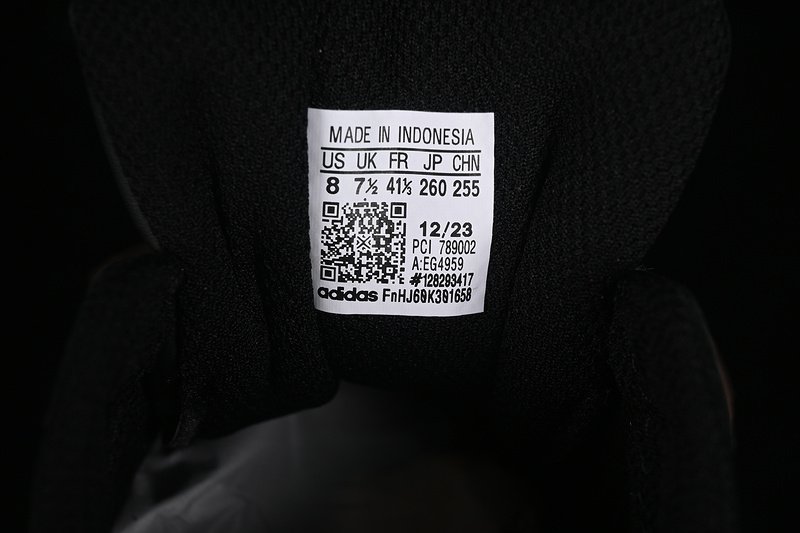 MADE IN INDONESIA
US UK FR JP CHN
8 7½ 41⅓ 260 255
12/23
PCI 789002
A:EG4959
#128293417
adidas FnHJ60K301658